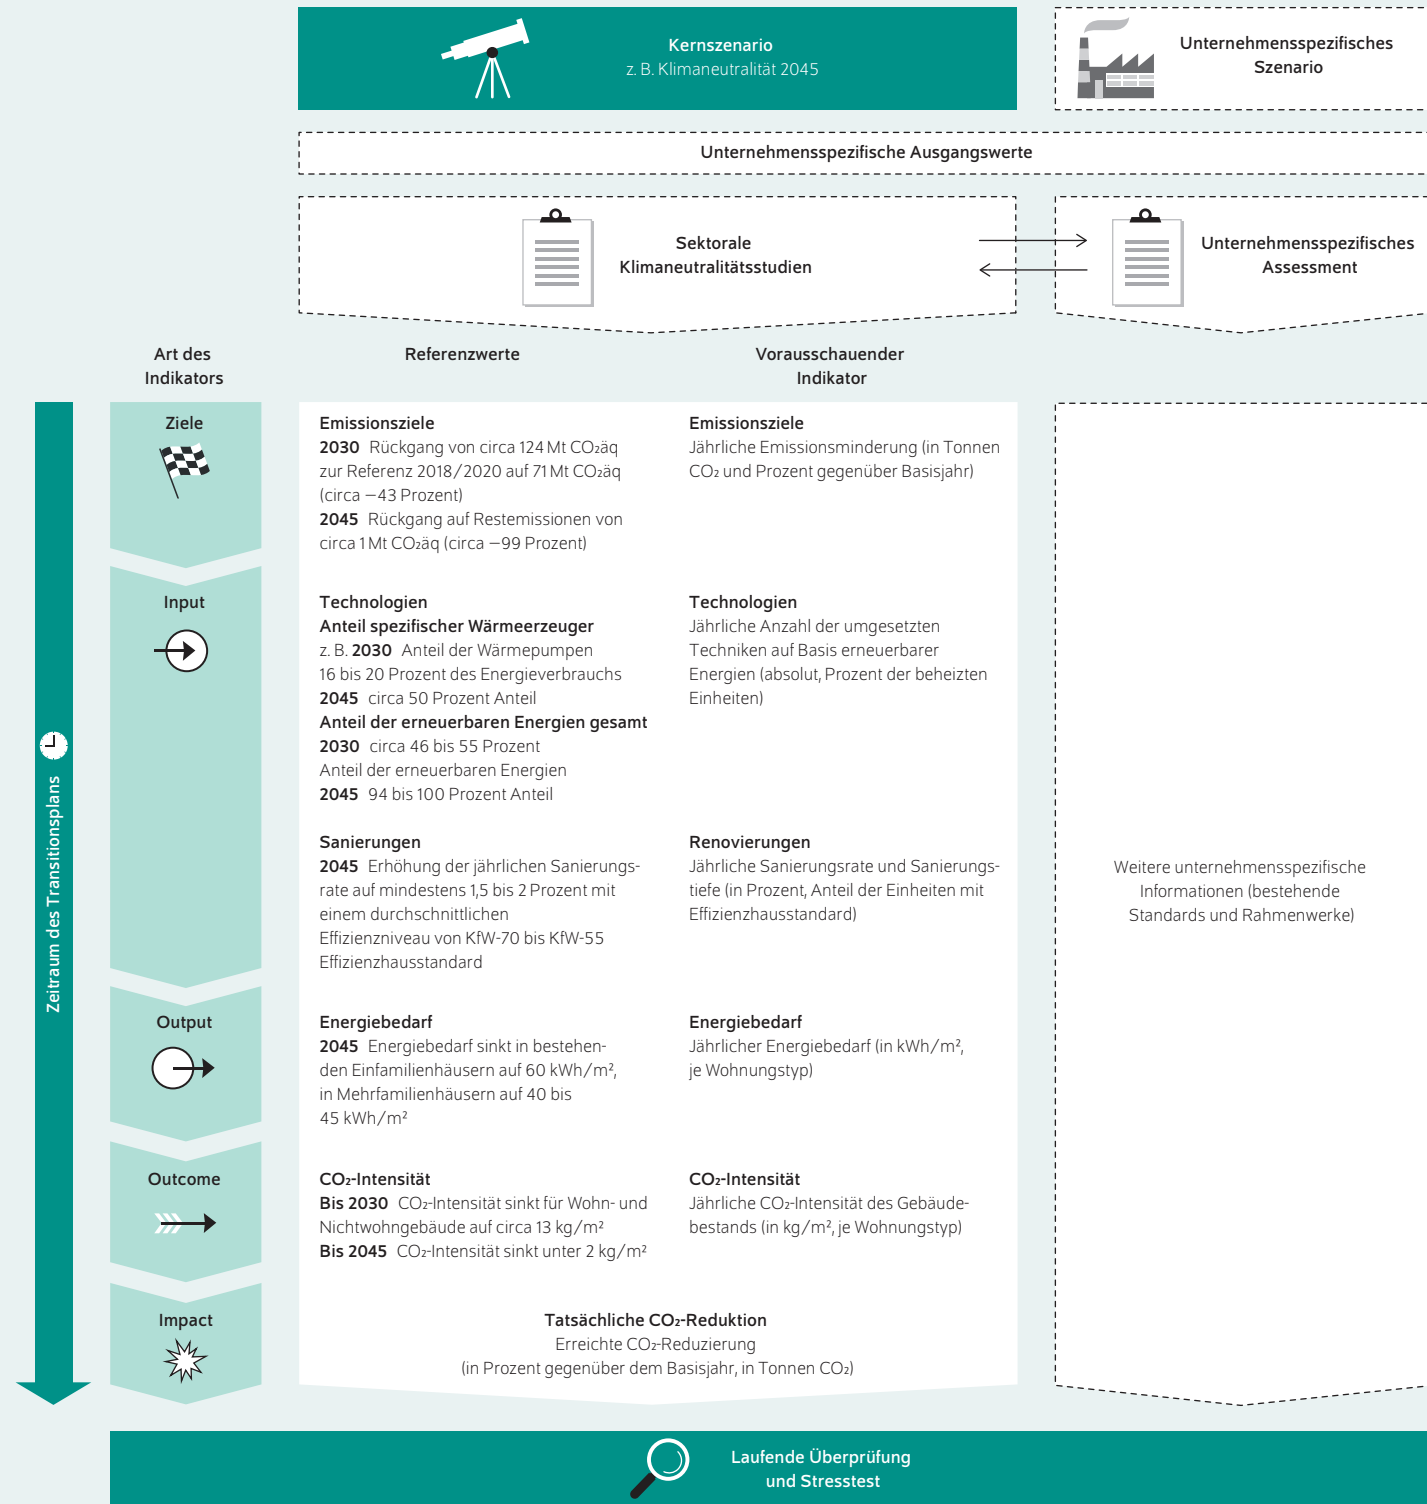 Kernszenario
z. B. Klimaneutralität 2045
Unternehmensspezifisches
Szenario
Unternehmensspezifische Ausgangswerte
Sektorale
Klimaneutralitätsstudien
Unternehmensspezifisches
Assessment
Art des
Indikators
Referenzwerte
Vorausschauender
Indikator
Zeitraum des Transitionsplans
Ziele
Emissionsziele
2030 Rückgang von circa 124 Mt CO₂äq
zur Referenz 2018/2020 auf 71 Mt CO₂äq
(circa –43 Prozent)
2045 Rückgang auf Restemissionen von
circa 1 Mt CO₂äq (circa –99 Prozent)
Emissionsziele
Jährliche Emissionsminderung (in Tonnen
CO₂ und Prozent gegenüber Basisjahr)
Input
Technologien
Anteil spezifischer Wärmeerzeuger
z. B. 2030 Anteil der Wärmepumpen
16 bis 20 Prozent des Energieverbrauchs
2045 circa 50 Prozent Anteil
Anteil der erneuerbaren Energien gesamt
2030 circa 46 bis 55 Prozent
Anteil der erneuerbaren Energien
2045 94 bis 100 Prozent Anteil
Technologien
Jährliche Anzahl der umgesetzten
Techniken auf Basis erneuerbarer
Energien (absolut, Prozent der beheizten
Einheiten)
Sanierungen
2045 Erhöhung der jährlichen Sanierungs-
rate auf mindestens 1,5 bis 2 Prozent mit
einem durchschnittlichen
Effizienzniveau von KfW-70 bis KfW-55
Effizienzhausstandard
Renovierungen
Jährliche Sanierungsrate und Sanierungs-
tiefe (in Prozent, Anteil der Einheiten mit
Effizienzhausstandard)
Output
Energiebedarf
2045 Energiebedarf sinkt in bestehen-
den Einfamilienhäusern auf 60 kWh/m²,
in Mehrfamilienhäusern auf 40 bis
45 kWh/m²
Energiebedarf
Jährlicher Energiebedarf (in kWh/m²,
je Wohnungstyp)
Outcome
CO₂-Intensität
Bis 2030 CO₂-Intensität sinkt für Wohn- und
Nichtwohngebäude auf circa 13 kg/m²
Bis 2045 CO₂-Intensität sinkt unter 2 kg/m²
CO₂-Intensität
Jährliche CO₂-Intensität des Gebäude-
bestands (in kg/m², je Wohnungstyp)
Impact
Tatsächliche CO₂-Reduktion
Erreichte CO₂-Reduzierung
(in Prozent gegenüber dem Basisjahr, in Tonnen CO₂)
Weitere unternehmensspezifische
Informationen (bestehende
Standards und Rahmenwerke)
Laufende Überprüfung
und Stresstest